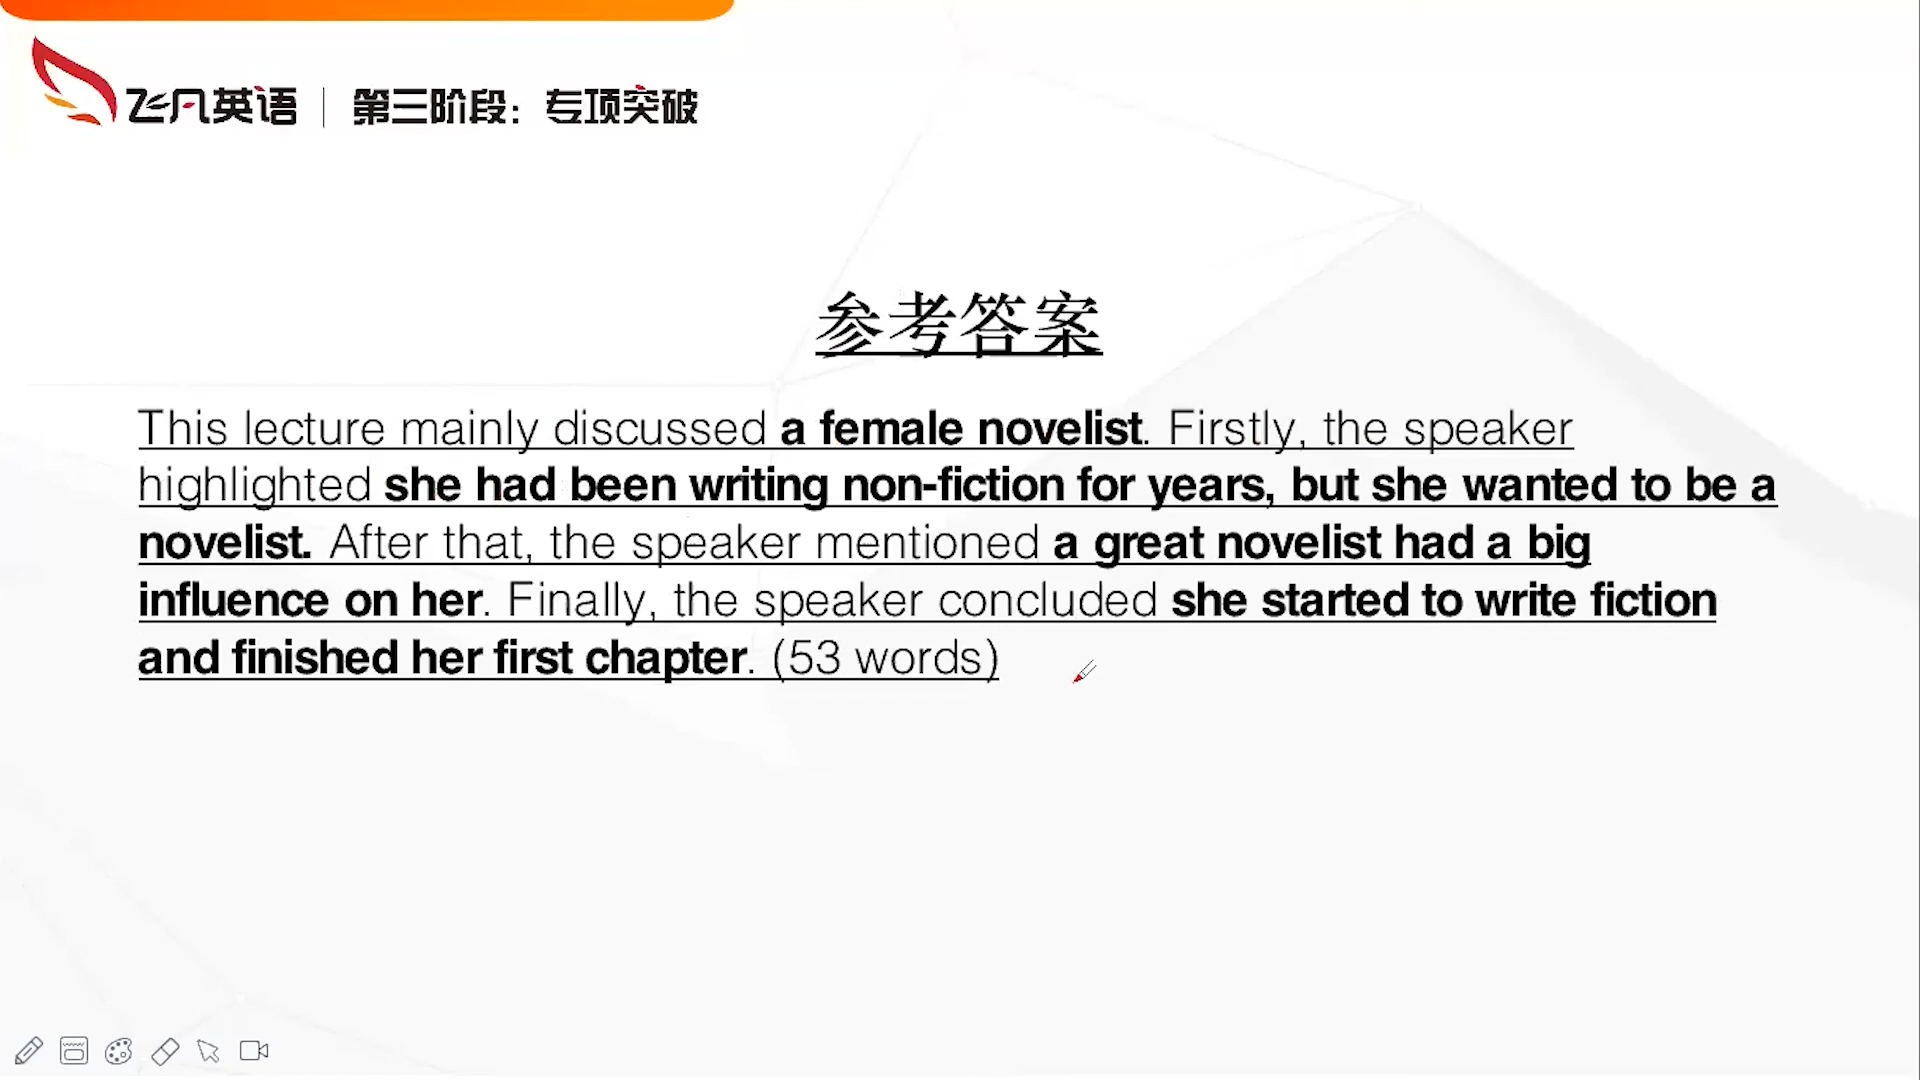 飞凡英语 | 第三阶段：专项突破
参考答案
This lecture mainly discussed a female novelist. Firstly, the speaker
highlighted she had been writing non-fiction for years, but she wanted to be a
novelist. After that, the speaker mentioned a great novelist had a big
influence on her. Finally, the speaker concluded she started to write fiction
and finished her first chapter. (53 words)